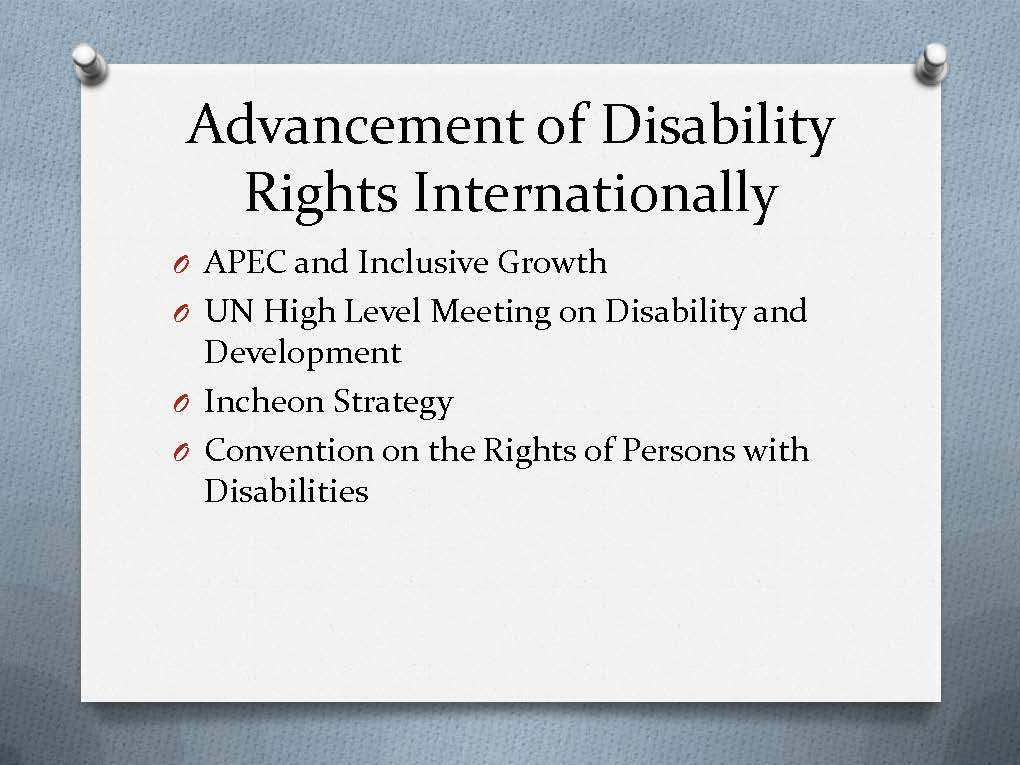 Advancement of Disability
Rights Internationally
O APEC and Inclusive Growth
O UN High Level Meeting on Disability and
Development
O Incheon Strategy
O Convention on the Rights of Persons with
Disabilities